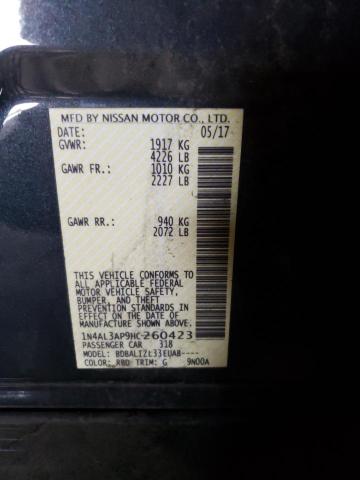 MFD BY NISSAN MOTOR CO., LTD.
DATE: 05/17
GVWR: 1917 KG
4226 LB
GAWR FR.: 1010 KG
2227 LB
GAWR RR.: 940 KG
2072 LB
THIS VEHICLE CONFORMS TO
ALL APPLICABLE FEDERAL
MOTOR VEHICLE SAFETY,
BUMPER, AND THEFT
PREVENTION STANDARDS IN
EFFECT ON THE DATE OF
MANUFACTURE SHOWN ABOVE.
1N4AL3AP9HC260423
PASSENGER CAR 318
MODEL: BDBALIZL33EUAB----
COLOR: RBD TRIM: G 9N00A